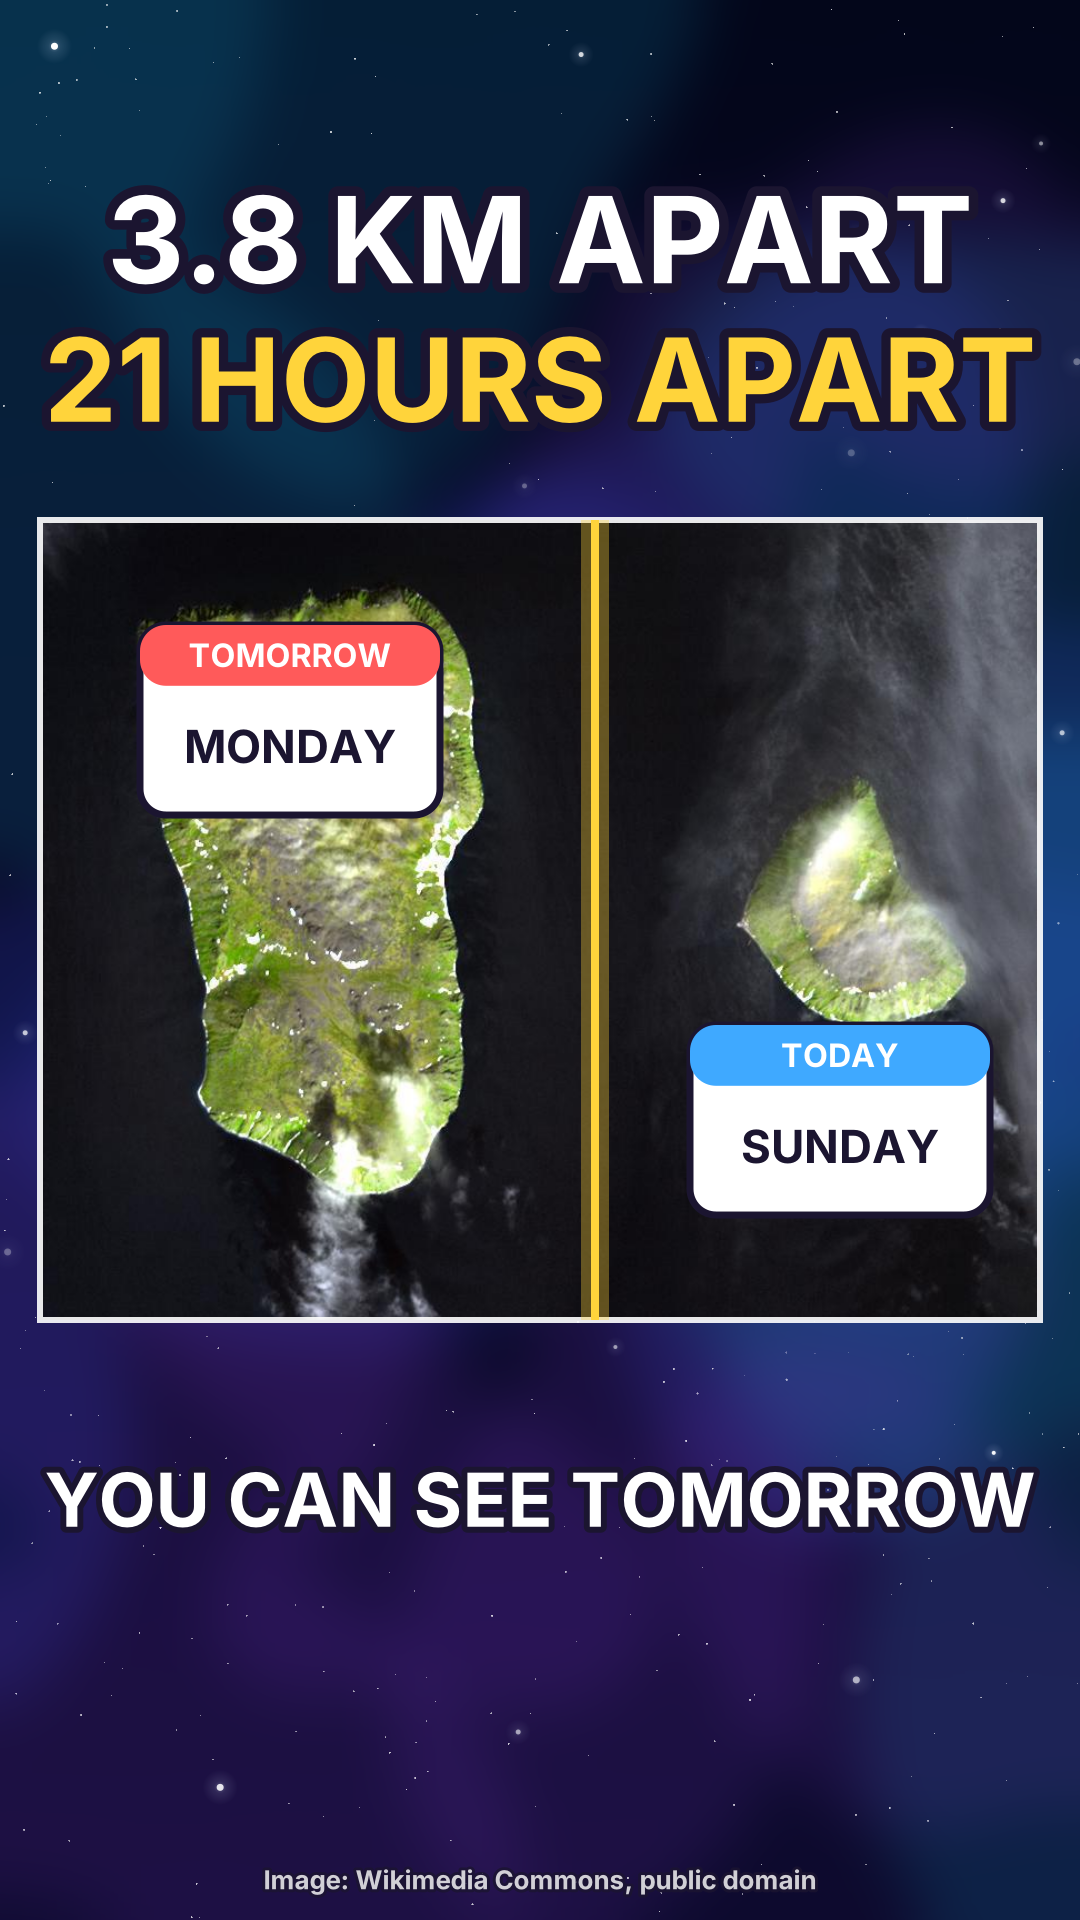 3.8 KM APART
21 HOURS APART
TOMORROW
MONDAY
TODAY
SUNDAY
YOU CAN SEE TOMORROW
Image: Wikimedia Commons, public domain